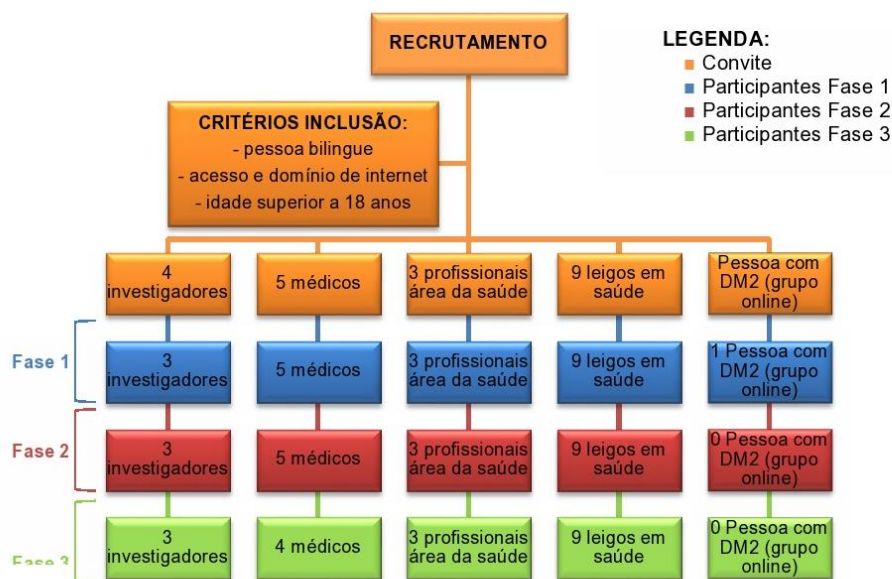 RECRUTAMENTO
LEGENDA:
Convite
Participantes Fase 1
Participantes Fase 2
Participantes Fase 3
CRITÉRIOS INCLUSÃO:
- pessoa bilingue
- acesso e domínio de internet
- idade superior a 18 anos
4
investigadores
5 médicos
3 profissionais
área da saúde
9 leigos em
saúde
Pessoa com
DM2 (grupo
online)
Fase 1
3
investigadores
5 médicos
3 profissionais
área da saúde
9 leigos em
saúde
1 Pessoa com
DM2 (grupo
online)
Fase 2
3
investigadores
5 médicos
3 profissionais
área da saúde
9 leigos em
saúde
0 Pessoa com
DM2 (grupo
online)
Fase 3
3
investigadores
4 médicos
3 profissionais
área da saúde
9 leigos em
saúde
0 Pessoa com
DM2 (grupo
online)